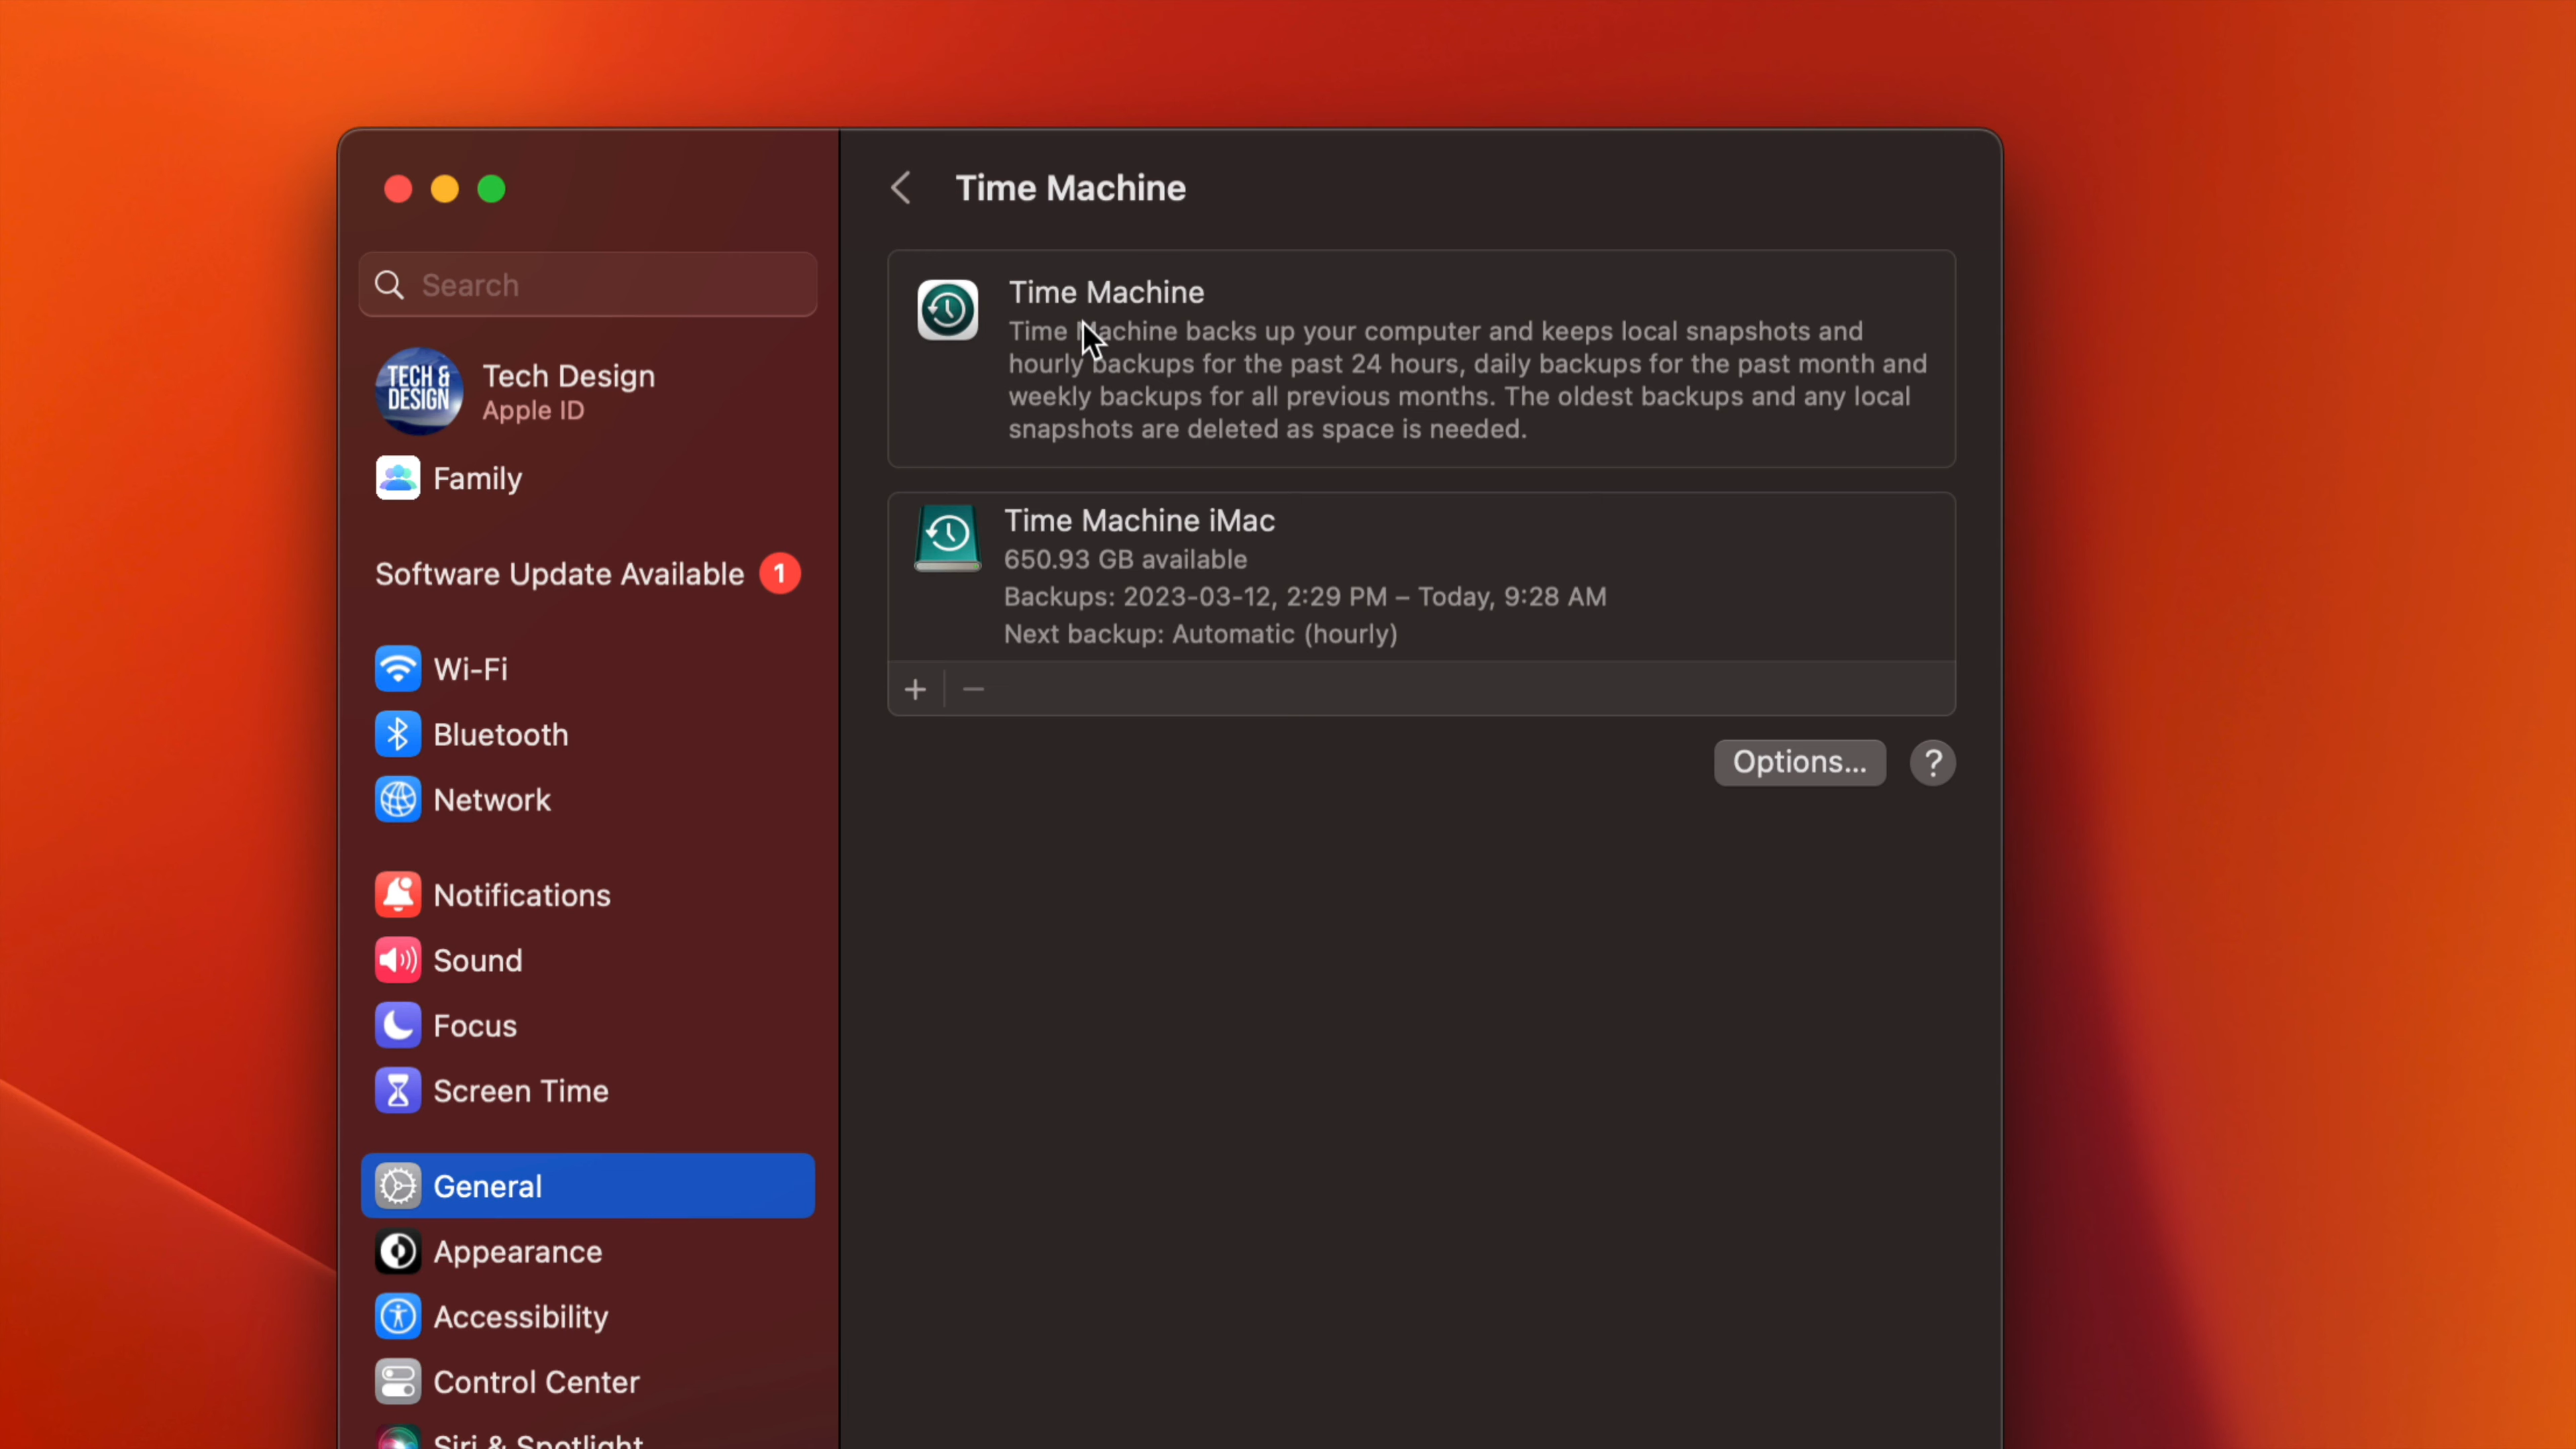 Time Machine
Search
TECH &
DESIGN
Tech Design
Apple ID
Family
Software Update Available 1
Wi-Fi
Bluetooth
Network
Notifications
Sound
Focus
Screen Time
General
Appearance
Accessibility
Control Center
Siri & Spotlight
Time Machine
Time Machine backs up your computer and keeps local snapshots and
hourly backups for the past 24 hours, daily backups for the past month and
weekly backups for all previous months. The oldest backups and any local
snapshots are deleted as space is needed.
Time Machine iMac
650.93 GB available
Backups: 2023-03-12, 2:29 PM – Today, 9:28 AM
Next backup: Automatic (hourly)
+ −
Options...
?